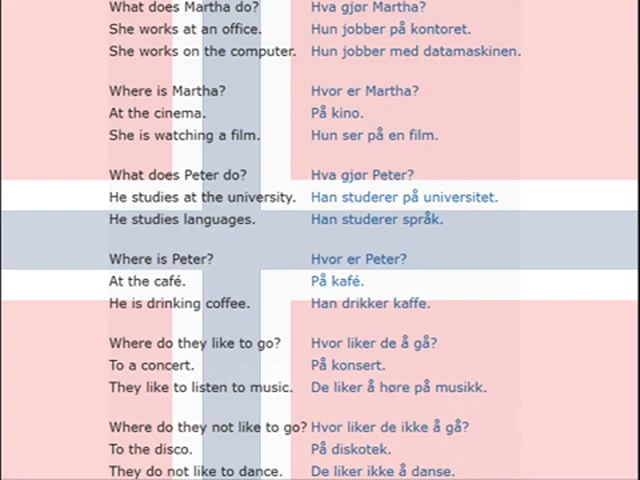 What does Martha do? Hva gjør Martha?
She works at an office. Hun jobber på kontoret.
She works on the computer. Hun jobber med datamaskinen.
Where is Martha? Hvor er Martha?
At the cinema. På kino.
She is watching a film. Hun ser på en film.
What does Peter do? Hva gjør Peter?
He studies at the university. Han studerer på universitet.
He studies languages. Han studerer språk.
Where is Peter? Hvor er Peter?
At the café. På kafé.
He is drinking coffee. Han drikker kaffe.
Where do they like to go? Hvor liker de å gå?
To a concert. På konsert.
They like to listen to music. De liker å høre på musikk.
Where do they not like to go? Hvor liker de ikke å gå?
To the disco. På diskotek.
They do not like to dance. De liker ikke å danse.